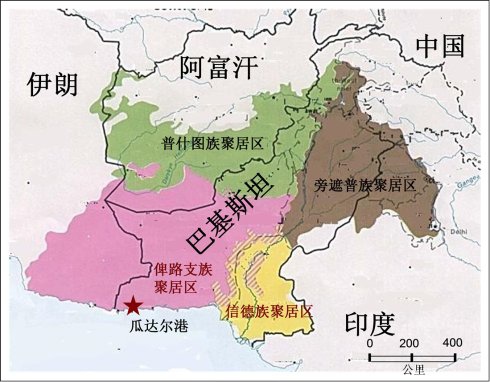 中国
阿富汗
伊朗
普什图族聚居区
旁遮普族聚居区
巴基斯坦
Delhi
俾路支族
聚居区
信德族聚居区
瓜达尔港
印度
0 200 400
公里